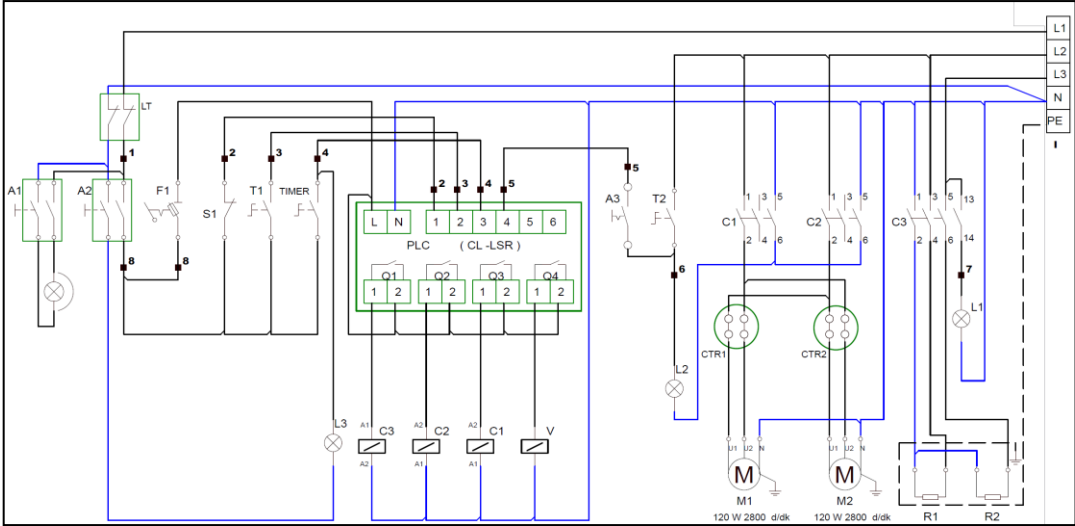 L1
L2
L3
N
PE
I
LT
1
2
3
4
5
A1
A2
F1
S1
T1
TIMER
2
3
4
5
A3
T2
L
N
1
2
3
4
5
6
PLC
( CL -LSR )
Q1
Q2
Q3
Q4
1
2
1
2
1
2
1
2
8
8
6
1
3
5
C1
2
4
6
1
3
5
C2
2
4
6
1
3
5
13
C3
2
4
6
14
7
L1
CTR1
CTR2
L2
L3
A1
C3
A2
A2
C2
A1
A2
C1
A1
V
U1
U2
N
M
M1
120 W 2800 d/dk
U1
U2
N
M
M2
120 W 2800 d/dk
R1
R2